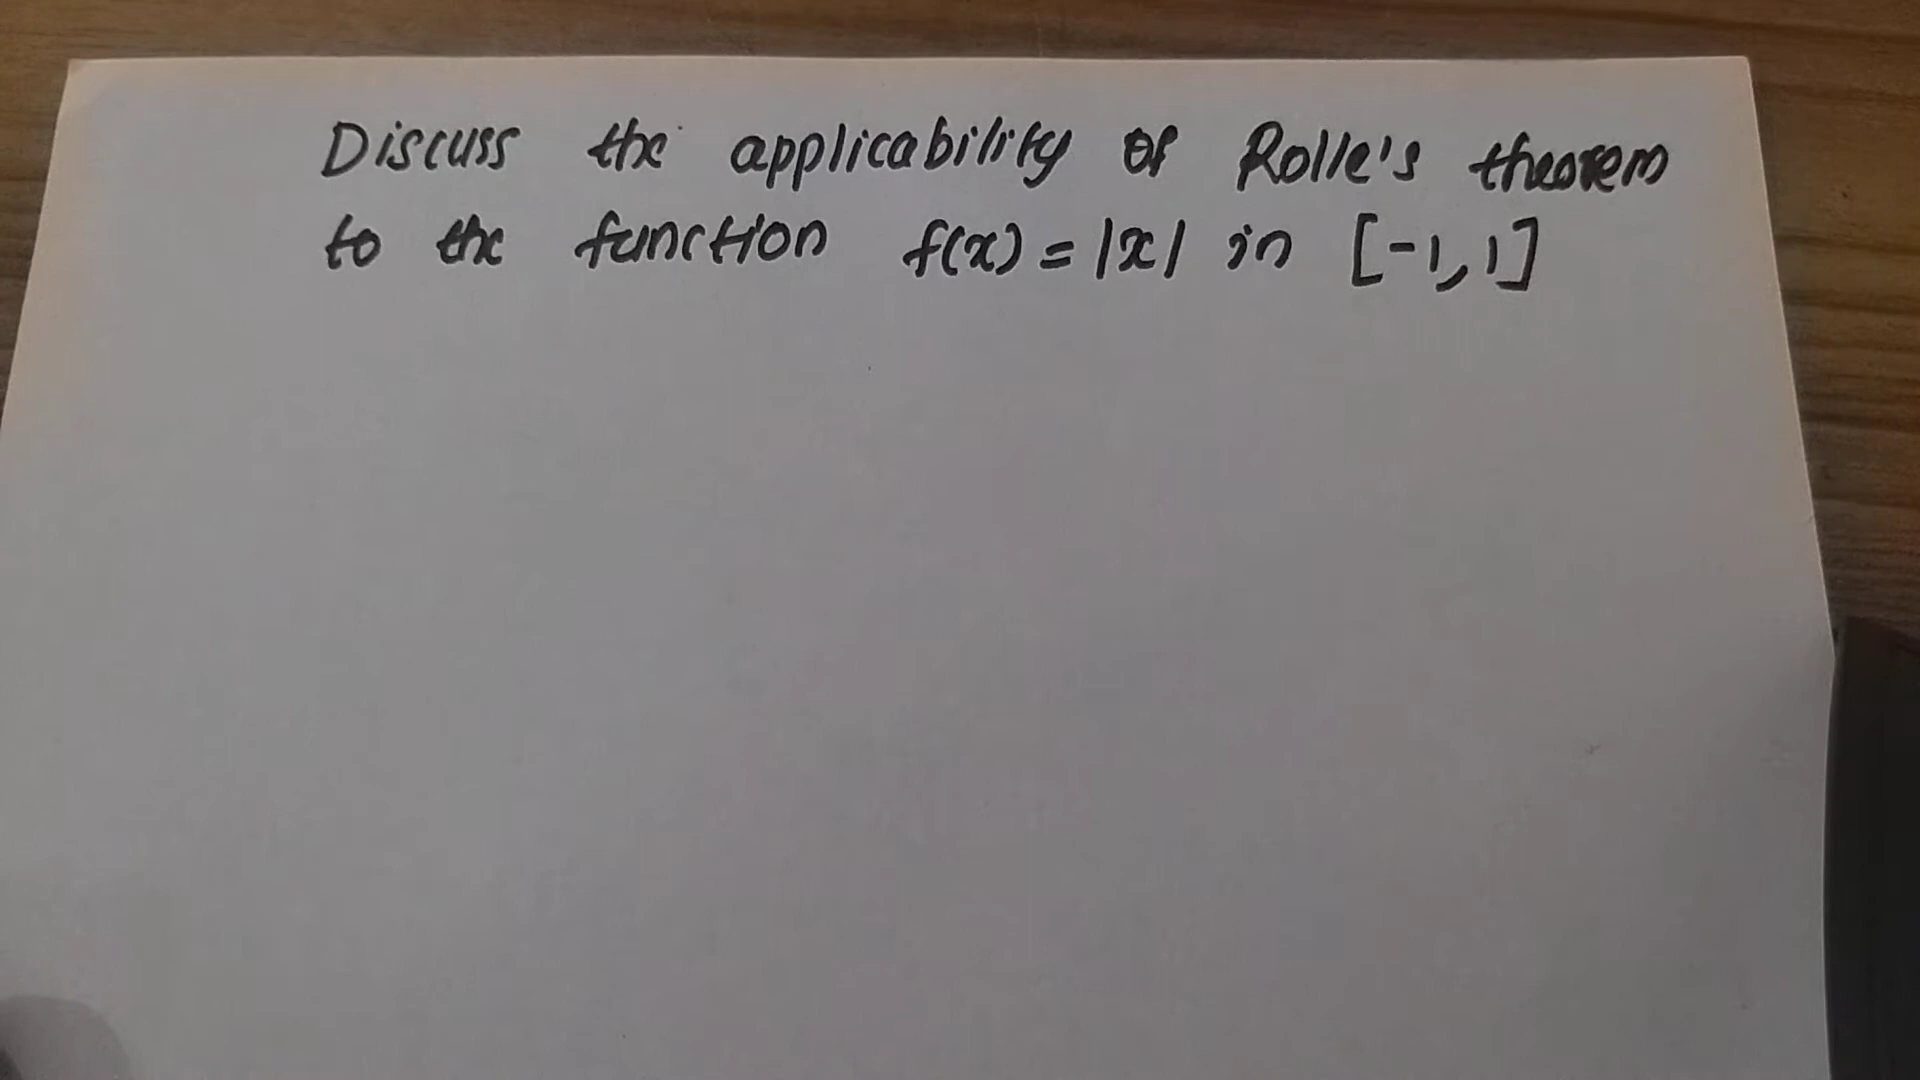 Discuss the applicability of Rolle's theorem
to the function f(x) = |x| in [-1, 1]